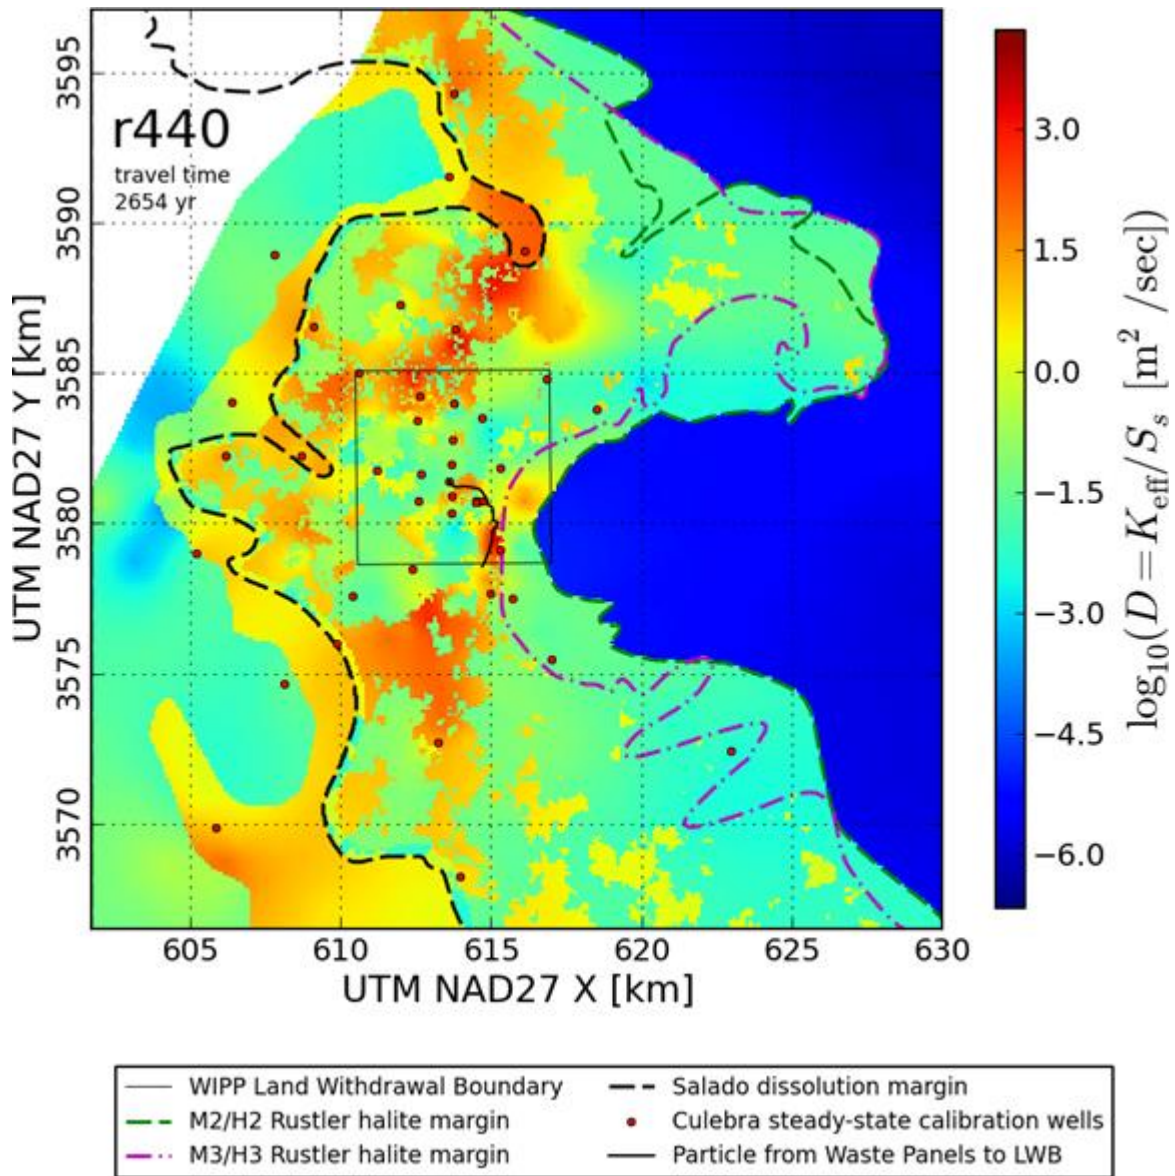 r440
travel time
2654 yr
3595
3590
3585
3580
3575
3570
UTM NAD27 Y [km]
605 610 615 620 625 630
UTM NAD27 X [km]
3.0
1.5
0.0
−1.5
−3.0
−4.5
−6.0
log₁₀(D = K_eff/S_s [m² /sec])
WIPP Land Withdrawal Boundary
M2/H2 Rustler halite margin
M3/H3 Rustler halite margin
Salado dissolution margin
Culebra steady-state calibration wells
Particle from Waste Panels to LWB